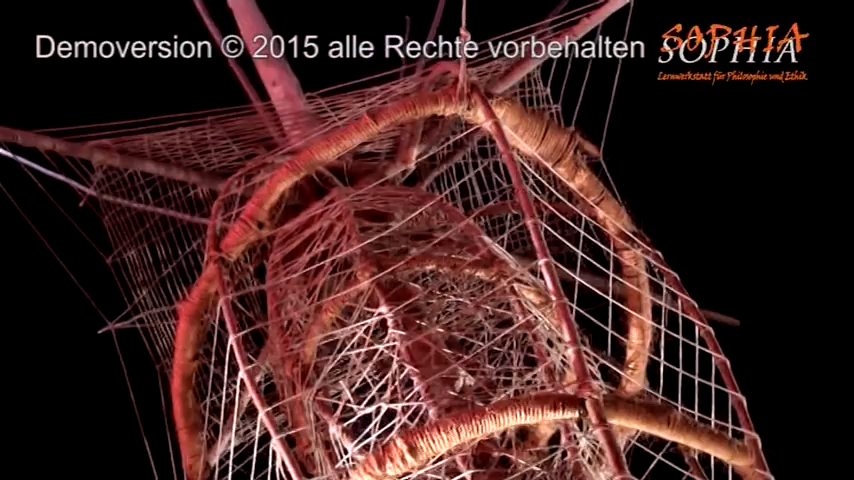 Demoversion © 2015 alle Rechte vorbehalten
SOPHIA
SOPHIA
Lernwerkstatt für Philosophie und Ethik